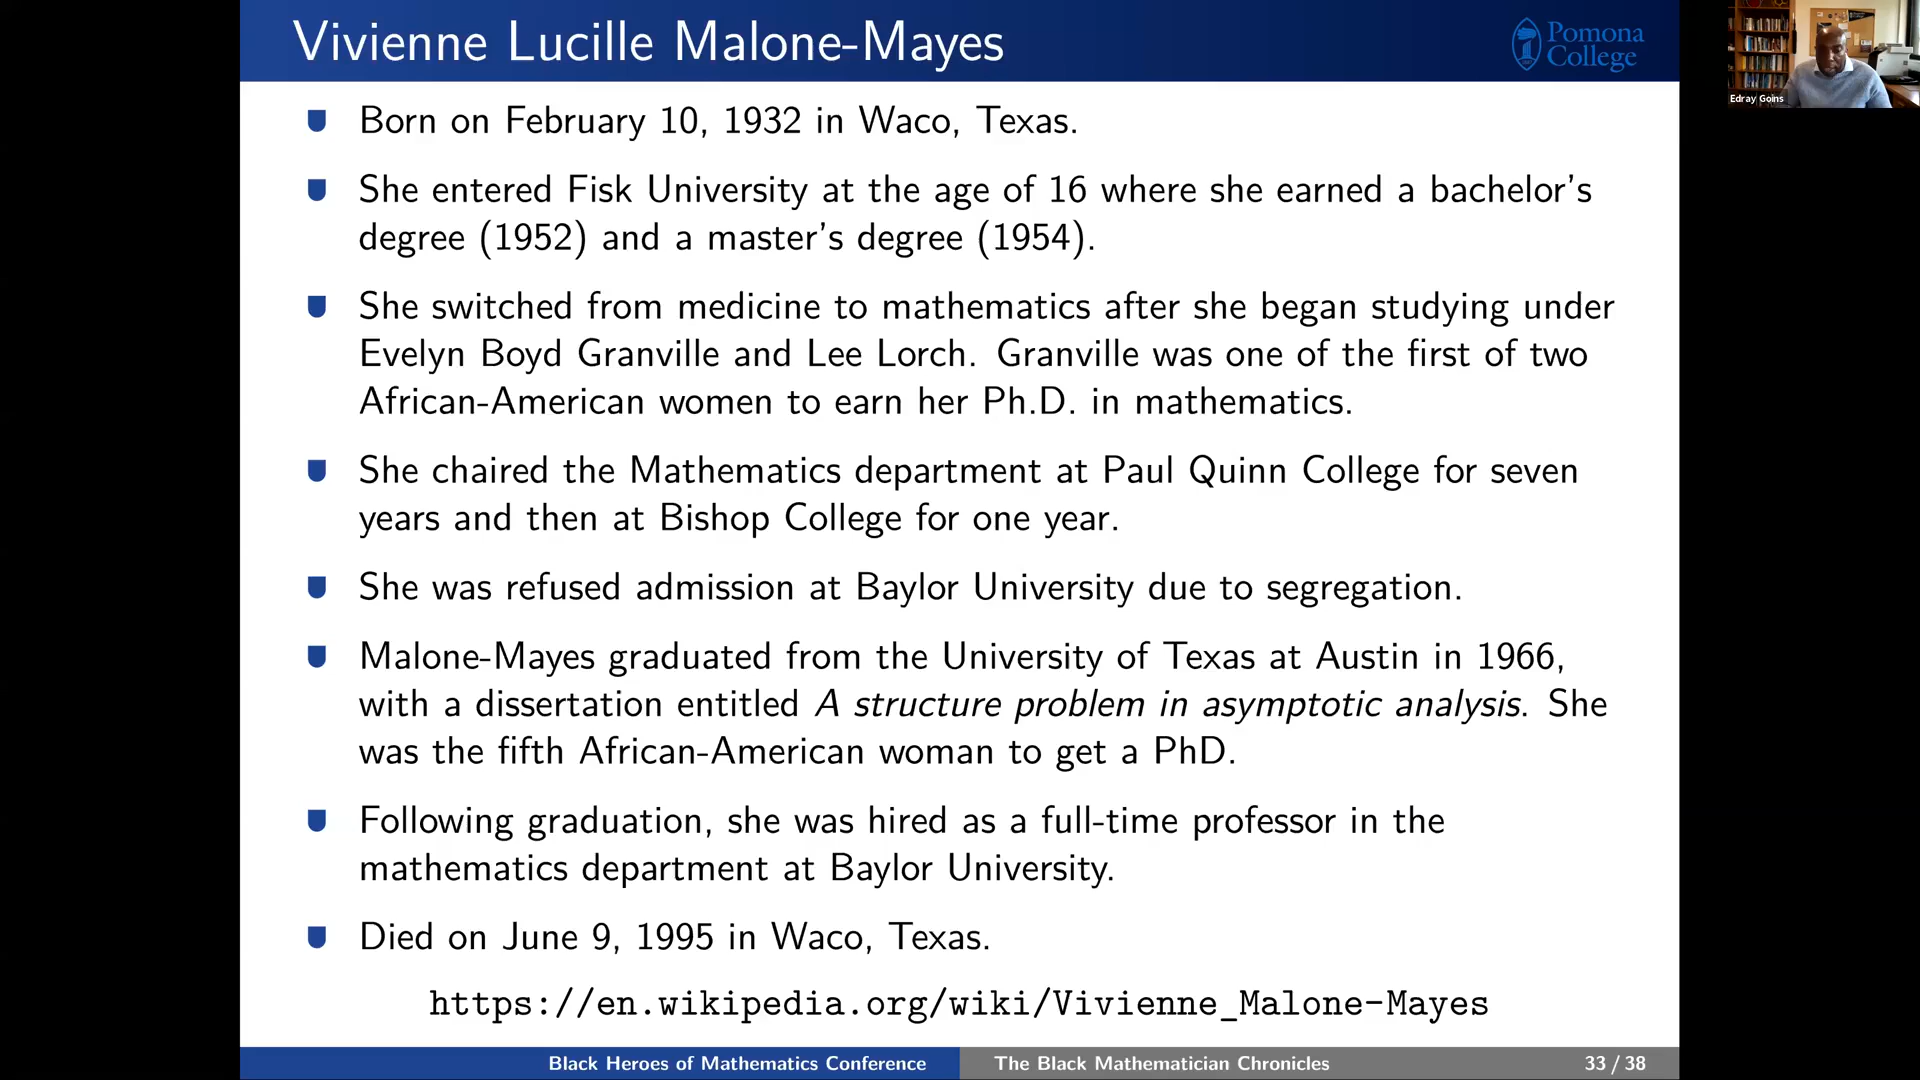 Vivienne Lucille Malone-Mayes
Pomona
College
Edray Goins
Born on February 10, 1932 in Waco, Texas.
She entered Fisk University at the age of 16 where she earned a bachelor's
degree (1952) and a master's degree (1954).
She switched from medicine to mathematics after she began studying under
Evelyn Boyd Granville and Lee Lorch. Granville was one of the first of two
African-American women to earn her Ph.D. in mathematics.
She chaired the Mathematics department at Paul Quinn College for seven
years and then at Bishop College for one year.
She was refused admission at Baylor University due to segregation.
Malone-Mayes graduated from the University of Texas at Austin in 1966,
with a dissertation entitled A structure problem in asymptotic analysis. She
was the fifth African-American woman to get a PhD.
Following graduation, she was hired as a full-time professor in the
mathematics department at Baylor University.
Died on June 9, 1995 in Waco, Texas.
https://en.wikipedia.org/wiki/Vivienne_Malone-Mayes
Black Heroes of Mathematics Conference
The Black Mathematician Chronicles
33 / 38